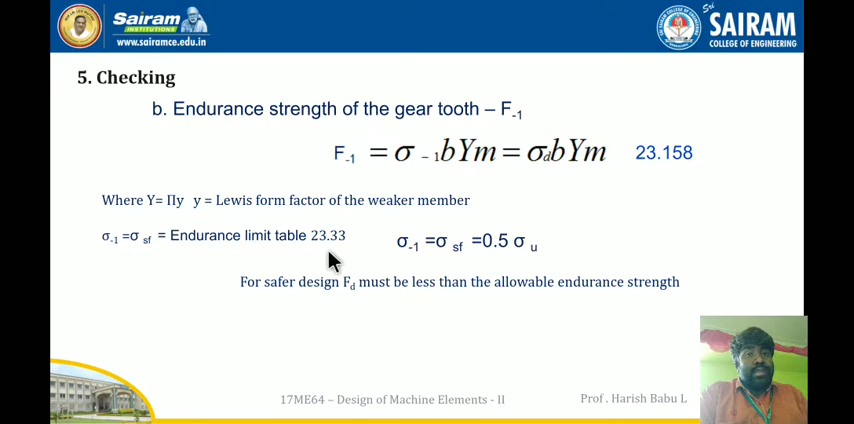 Sairam
INSTITUTIONS
www.sairamce.edu.in
Sri
SAIRAM
COLLEGE OF ENGINEERING
5. Checking
b. Endurance strength of the gear tooth – F-1
F-1 = σ – 1bYm = σdbYm 23.158
Where Y= Πy y = Lewis form factor of the weaker member
σ-1 =σ sf = Endurance limit table 23.33
σ-1 =σ sf =0.5 σ u
For safer design Fd must be less than the allowable endurance strength
17ME64 – Design of Machine Elements - II
Prof . Harish Babu L